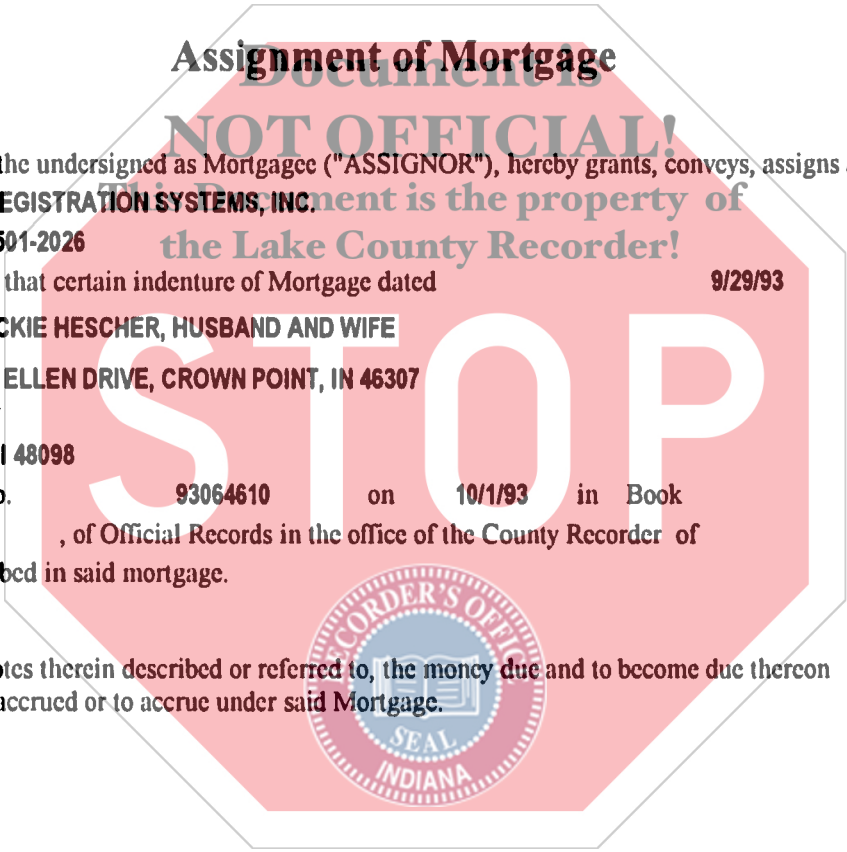 Assignment of Mortgage
Document is
NOT OFFICIAL!
the undersigned as Mortgagee ("ASSIGNOR"), hereby grants, conveys, assigns
This Document is the property of
EGISTRATION SYSTEMS, INC.
501-2026
the Lake County Recorder!
that certain indenture of Mortgage dated 9/29/93
CKIE HESCHER, HUSBAND AND WIFE
STOP
ELLEN DRIVE, CROWN POINT, IN 46307
I 48098
o. 93064610 on 10/1/93 in Book
, of Official Records in the office of the County Recorder of
bed in said mortgage.
RECORDER'S OFFICE
otes therein described or referred to, the money due and to become due thereon
accrued or to accrue under said Mortgage.
SEAL
INDIANA